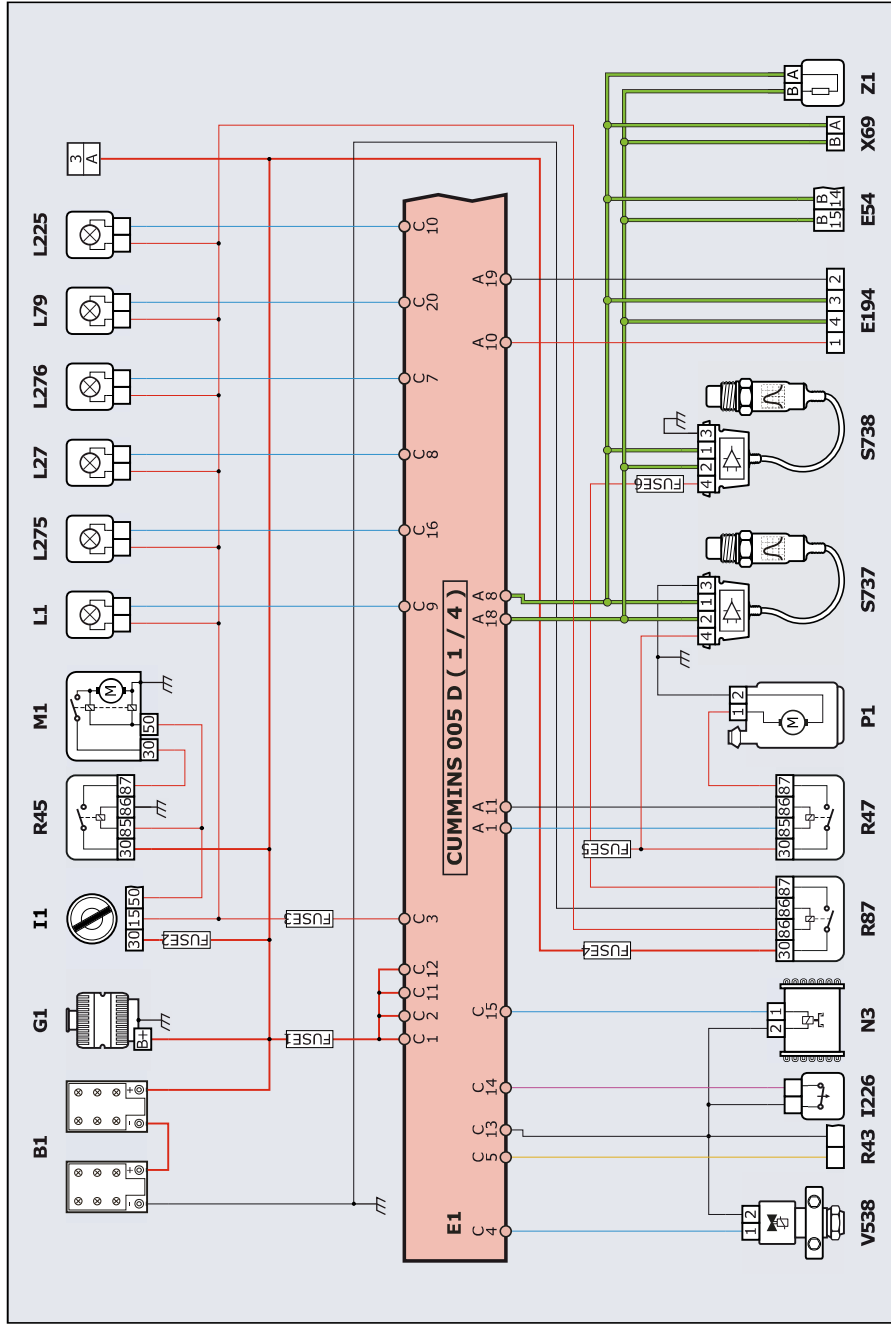 B1 G1 I1 R45 M1 L1 L275 L27 L276 L79 L225
- + - +
B+
30 15 50
30 85 86 87
30 50
M
3
A
FUSE2
FUSE1
FUSE3
C 1
C 2
C 11
C 12
C 3
C 9
C 16
C 8
C 7
C 20
C 10
E1
CUMMINS 005 D ( 1 / 4 )
C 4
C 5
C 13
C 14
C 15
A 1
A 11
A 18
A 8
A 10
A 19
FUSE4
FUSE5
FUSE6
1 2
2 1
30 86 86 87
30 85 86 87
1 2
M
4 2 1 3
4 2 1 3
1 4 3 2
B 15
B 14
B A
B A
V538 R43 I226 N3 R87 R47 P1 S737 S738 E194 E54 X69 Z1